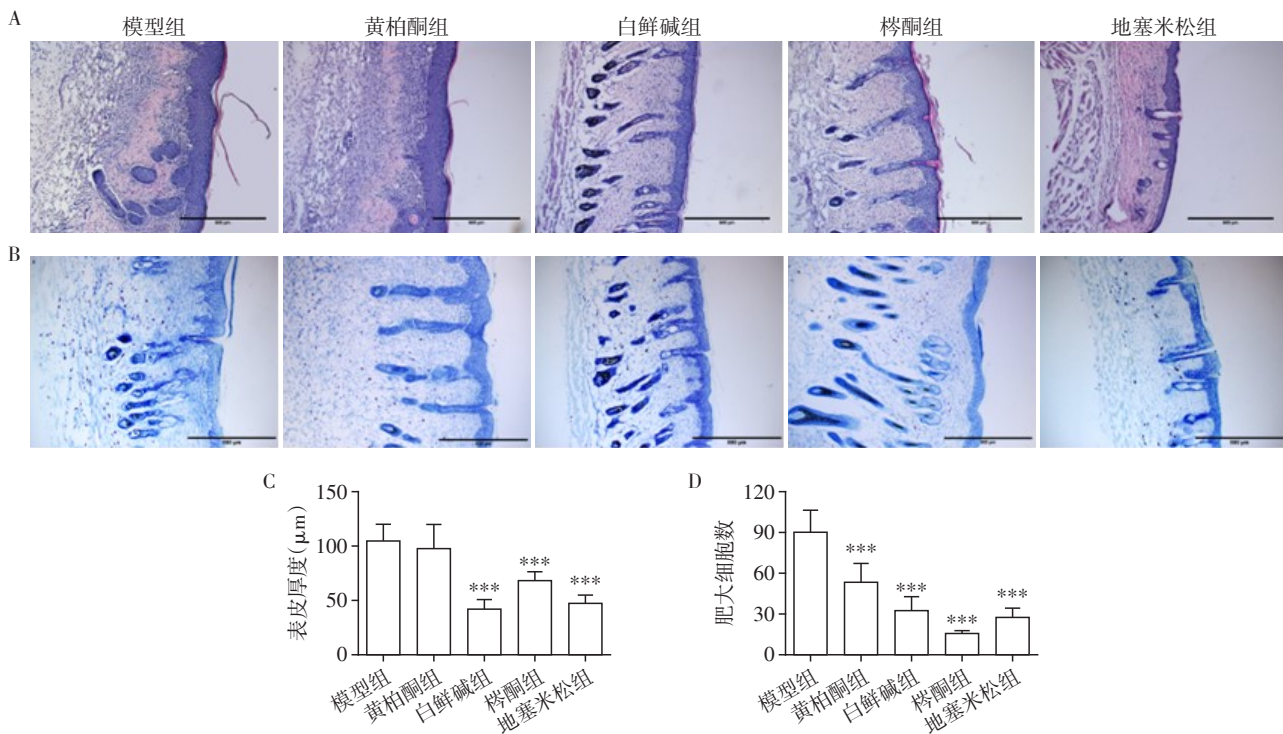 A
模型组 黄柏酮组 白鲜碱组 梣酮组 地塞米松组
B
C
150
100
50
0
表皮厚度(μm)
***
***
***
模型组
黄柏酮组
白鲜碱组
梣酮组
地塞米松组
D
120
90
60
30
0
肥大细胞数
***
***
***
***
模型组
黄柏酮组
白鲜碱组
梣酮组
地塞米松组